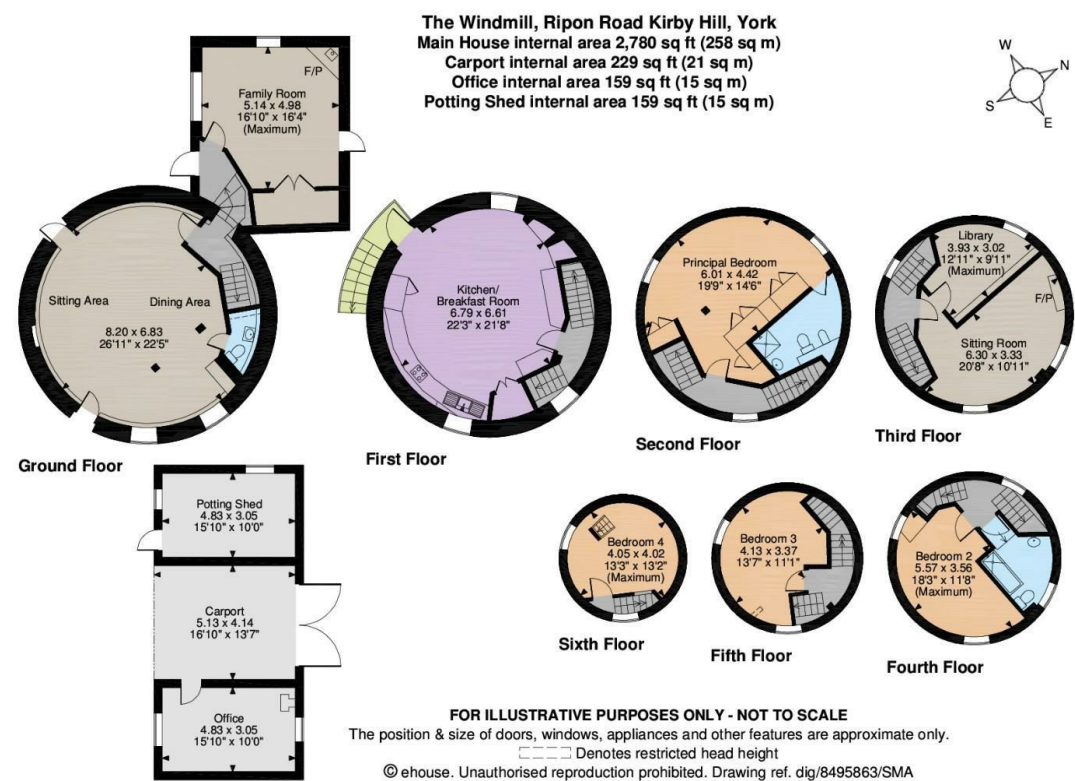 The Windmill, Ripon Road Kirby Hill, York
Main House internal area 2,780 sq ft (258 sq m)
Carport internal area 229 sq ft (21 sq m)
Office internal area 159 sq ft (15 sq m)
Potting Shed internal area 159 sq ft (15 sq m)
W
N
S
E
F/P
Family Room
5.14 x 4.98
16'10" x 16'4"
(Maximum)
Sitting Area
Dining Area
8.20 x 6.83
26'11" x 22'5"
Ground Floor
Kitchen/
Breakfast Room
6.79 x 6.61
22'3" x 21'8"
First Floor
Principal Bedroom
6.01 x 4.42
19'9" x 14'6"
Second Floor
Library
3.93 x 3.02
12'11" x 9'11"
(Maximum)
F/P
Sitting Room
6.30 x 3.33
20'8" x 10'11"
Third Floor
Potting Shed
4.83 x 3.05
15'10" x 10'0"
Carport
5.13 x 4.14
16'10" x 13'7"
Office
4.83 x 3.05
15'10" x 10'0"
Bedroom 4
4.05 x 4.02
13'3" x 13'2"
(Maximum)
Sixth Floor
Bedroom 3
4.13 x 3.37
13'7" x 11'1"
Fifth Floor
Bedroom 2
5.57 x 3.56
18'3" x 11'8"
(Maximum)
Fourth Floor
FOR ILLUSTRATIVE PURPOSES ONLY - NOT TO SCALE
The position & size of doors, windows, appliances and other features are approximate only.
Denotes restricted head height
© ehouse. Unauthorised reproduction prohibited. Drawing ref. dig/8495863/SMA